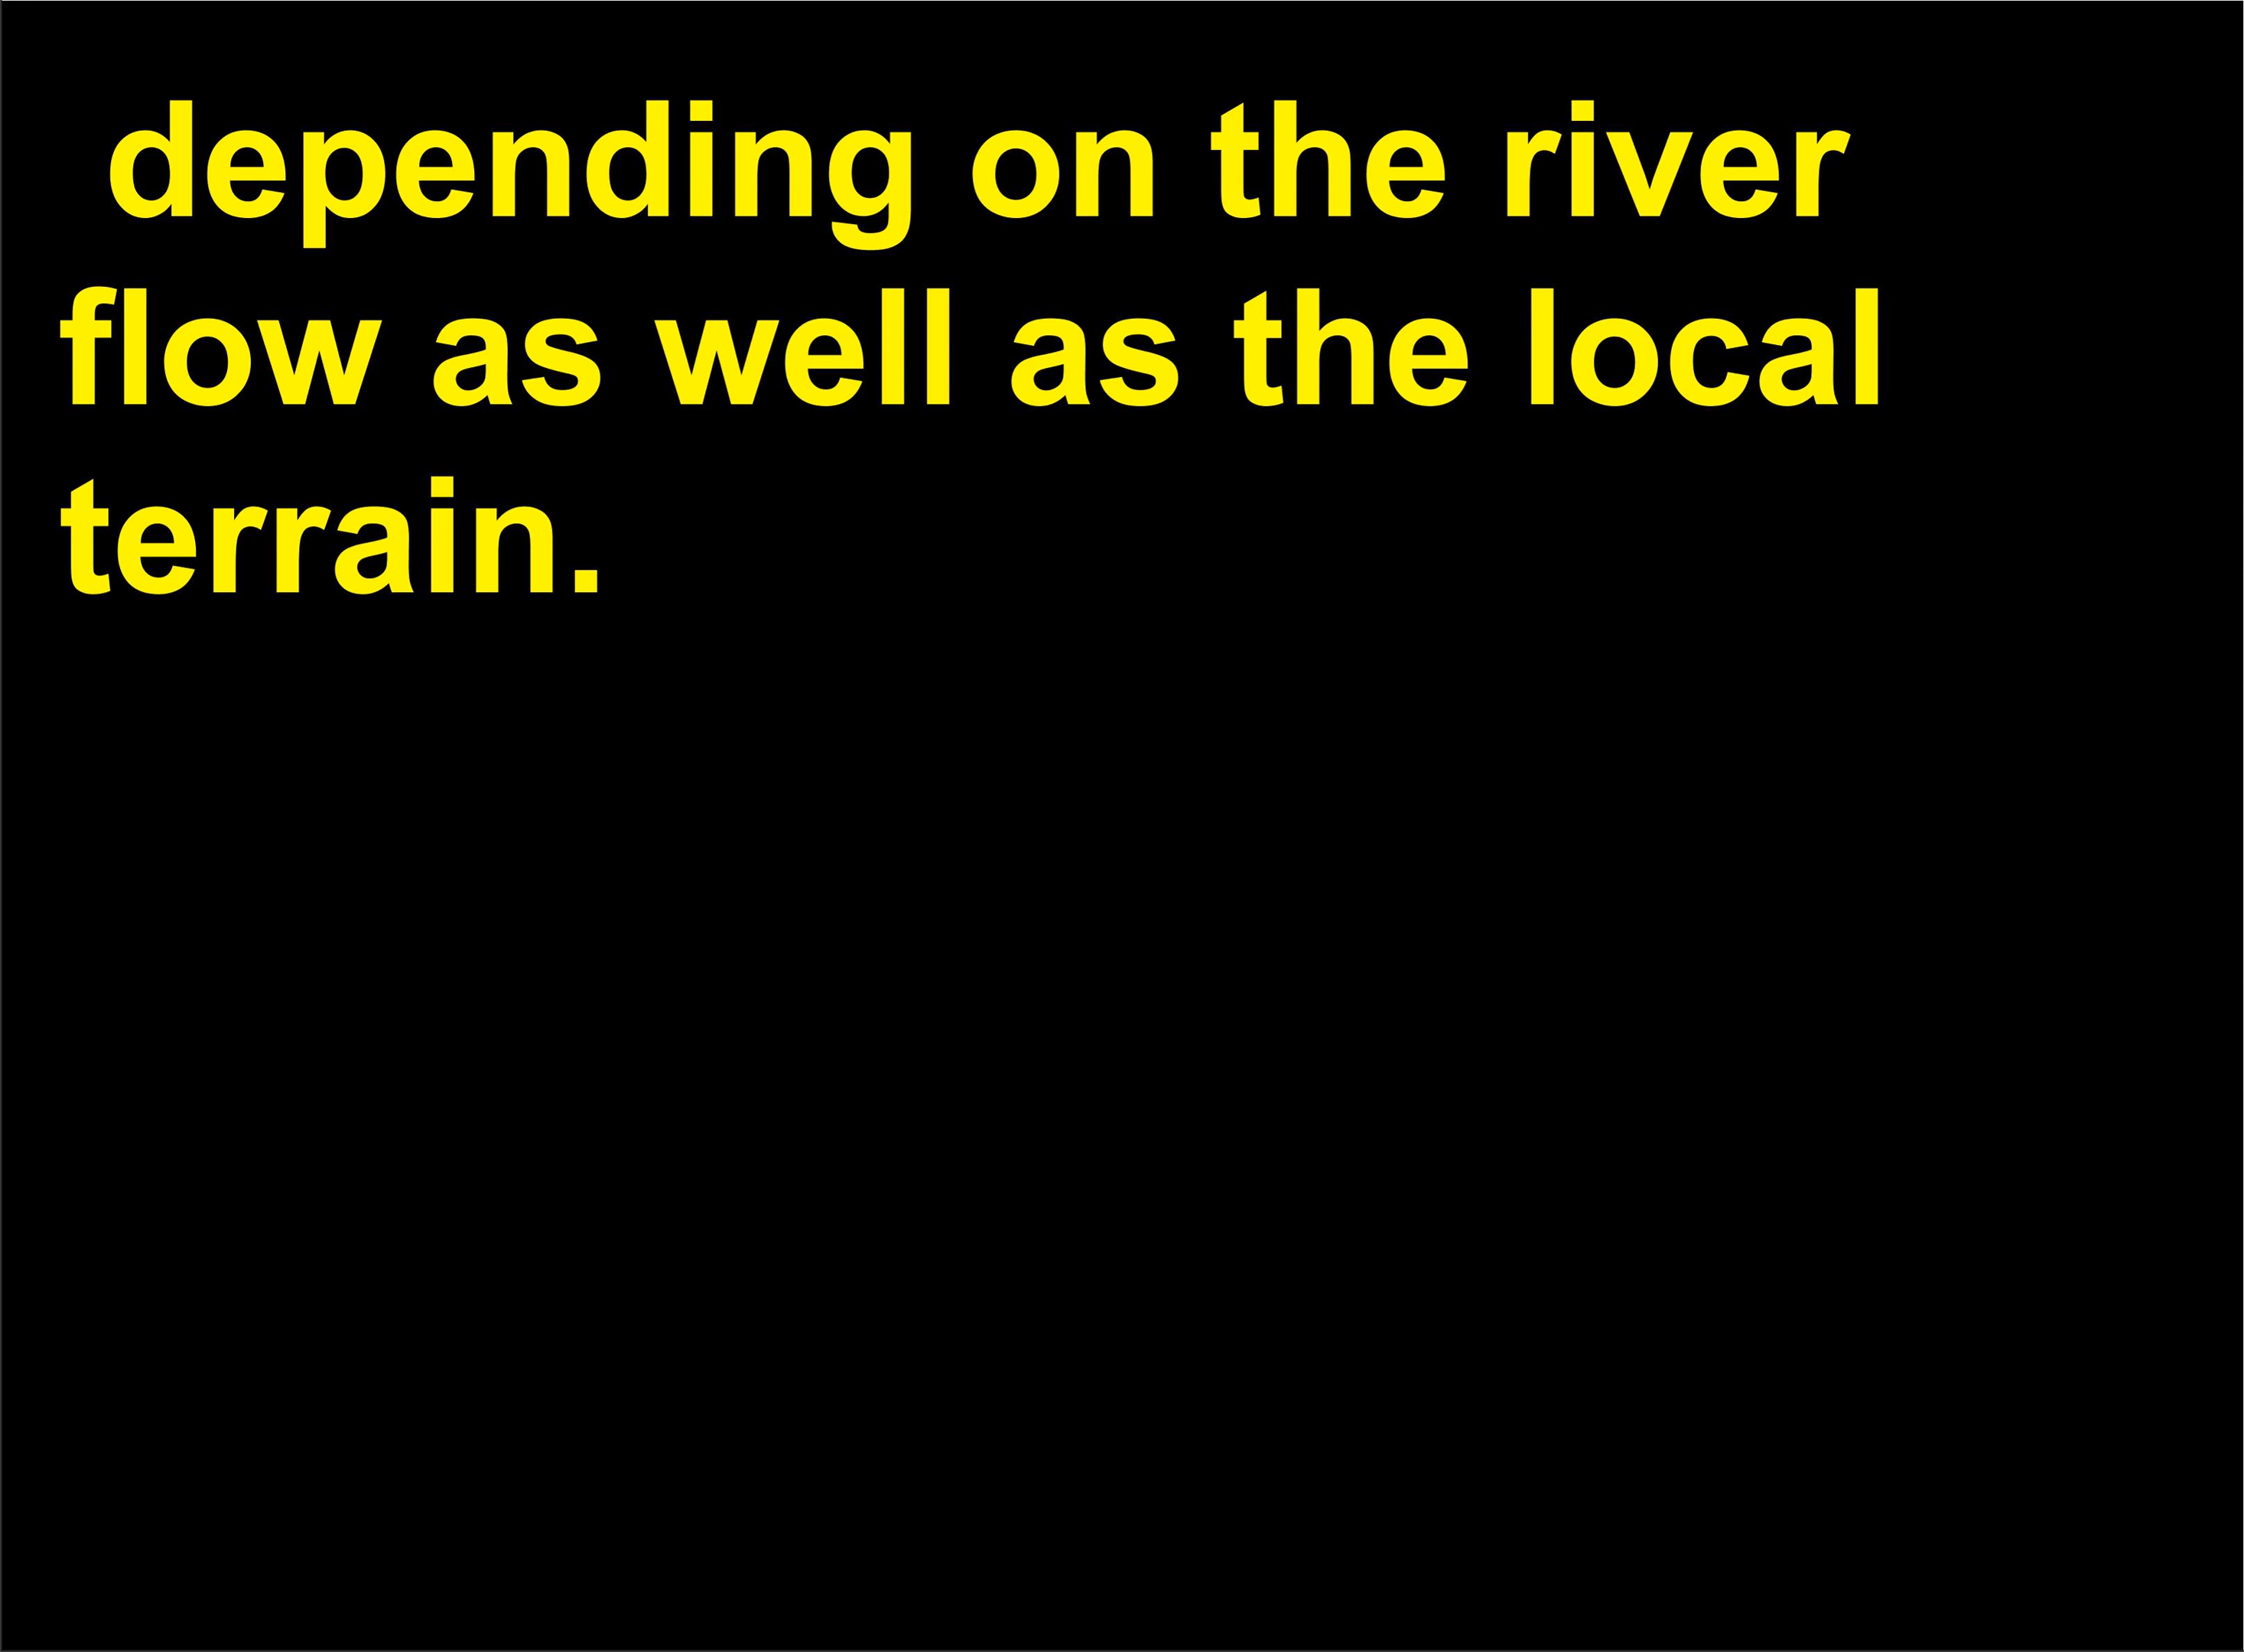 depending on the river
flow as well as the local
terrain.